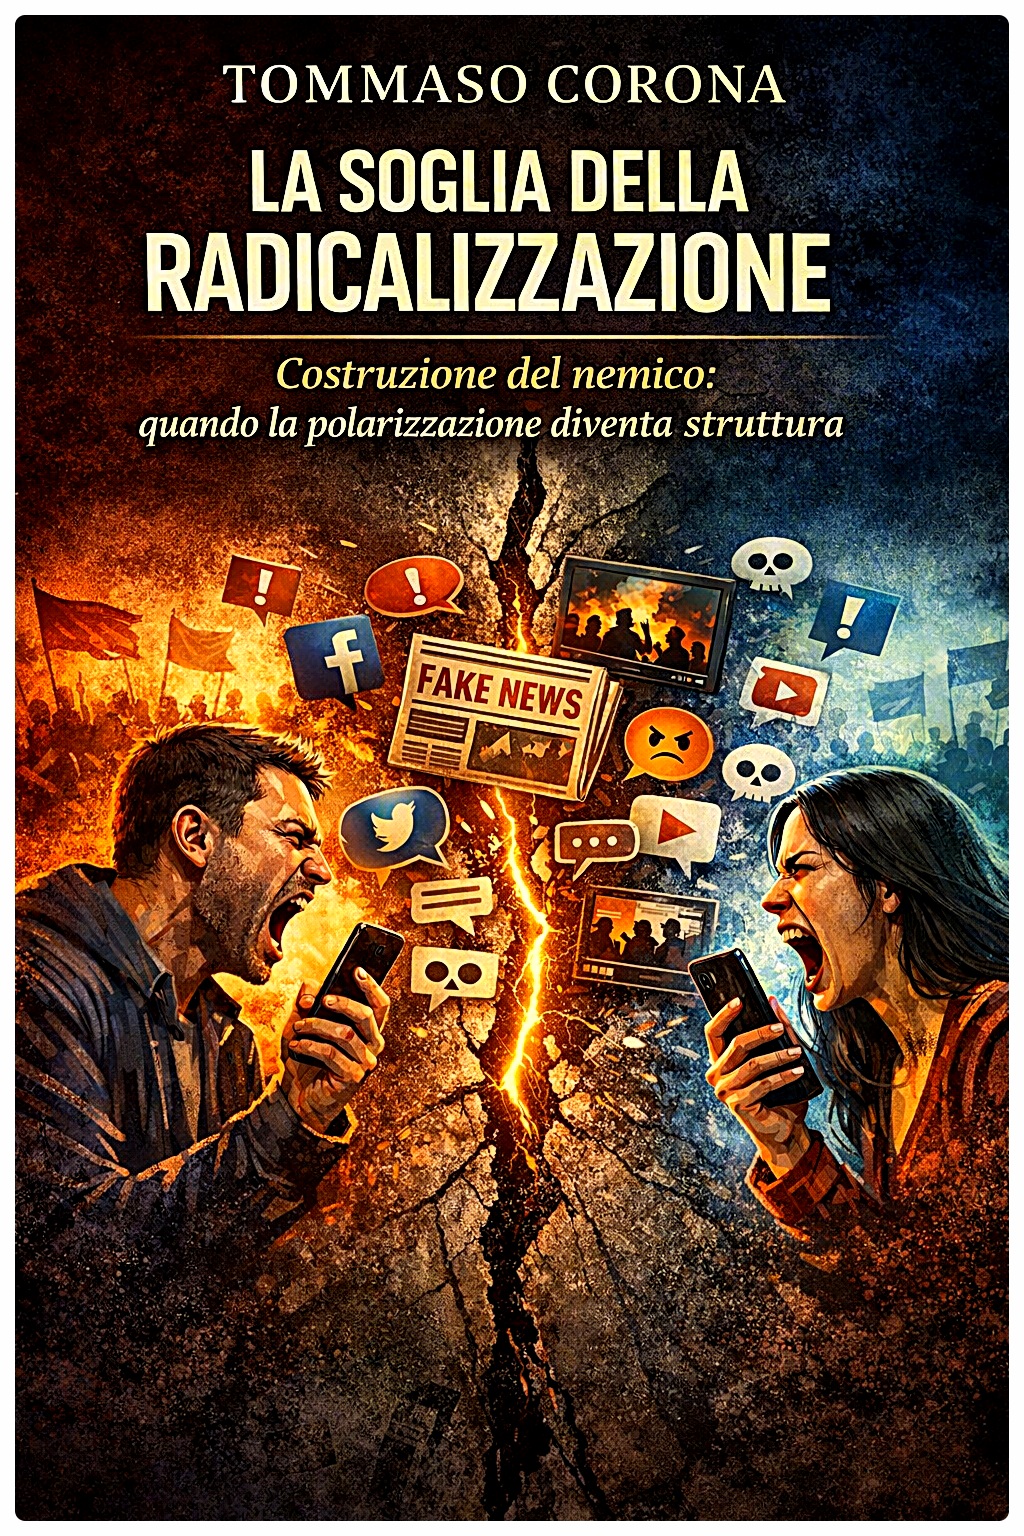 TOMMASO CORONA
LA SOGLIA DELLA
RADICALIZZAZIONE
Costruzione del nemico:
quando la polarizzazione diventa struttura
FAKE NEWS